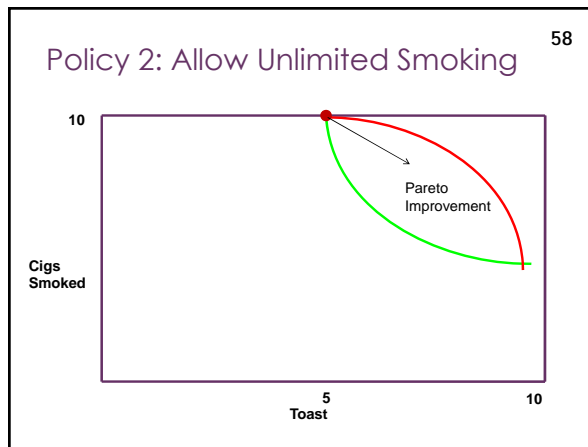 58
Policy 2: Allow Unlimited Smoking
10
Pareto
Improvement
Cigs
Smoked
5
10
Toast